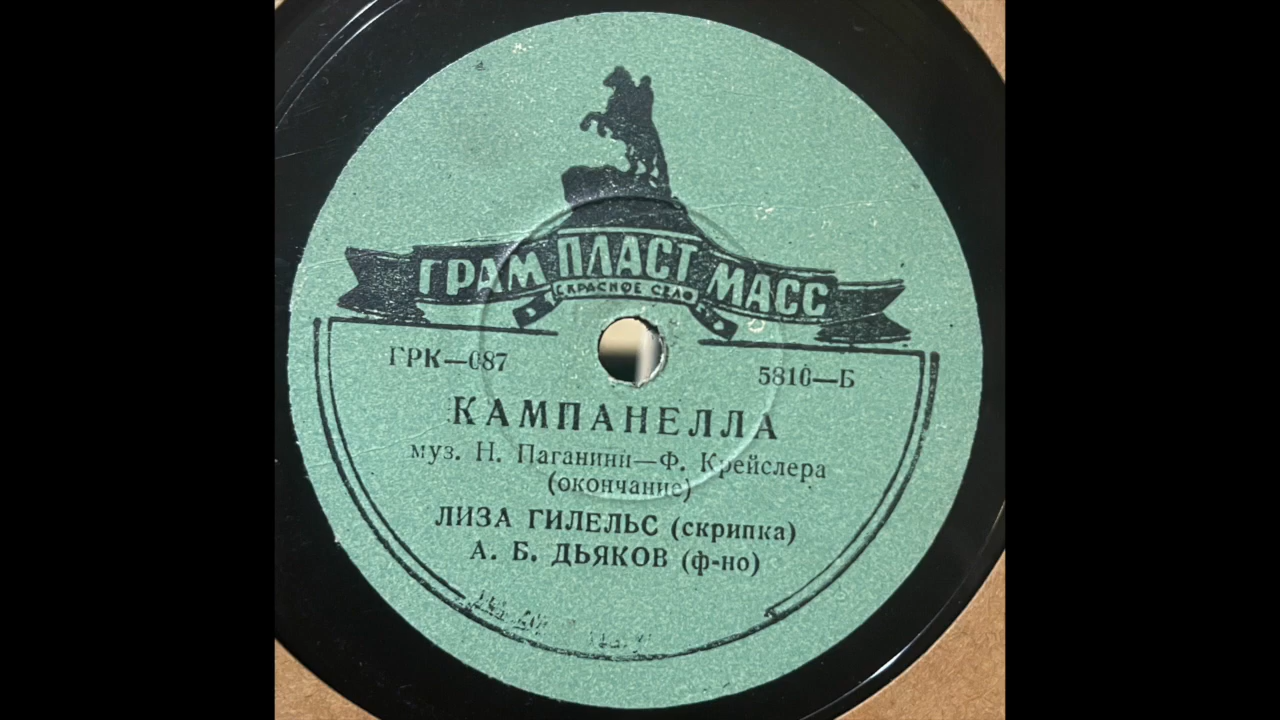 ГРАМ ПЛАСТ МАСС
КРАСНОЕ СЕЛО
ГРК—087
5810—Б
КАМПАНЕЛЛА
муз. Н. Паганини—Ф. Крейслера
(окончание)
ЛИЗА ГИЛЕЛЬС (скрипка)
А. Б. ДЬЯКОВ (ф-но)